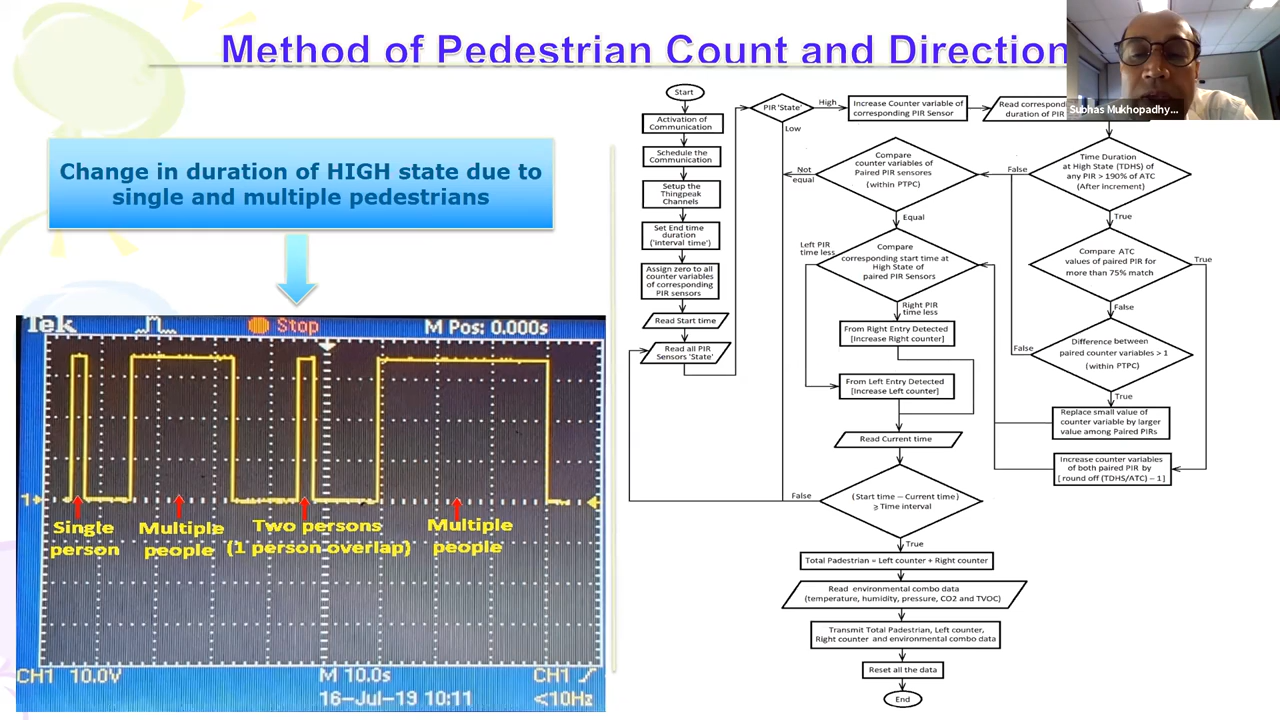 Method of Pedestrian Count and Direction
Subhas Mukhopadhy...
Change in duration of HIGH state due to
single and multiple pedestrians
Tek
Stop
M Pos: 0.000s
1
Single
person
Multiple
people
Two persons
(1 person overlap)
Multiple
people
CH1 10.0V
M 10.0s
CH1
16-Jul-19 10:11
<10Hz
Start
Activation of
Communication
Schedule the
Communication
Setup the
Thingpeak
Channels
Set End time
duration
('interval time')
Assign zero to all
counter variables
of corresponding
PIR sensors
Read Start time
Read all PIR
Sensors 'State'
PIR 'State'
High
Low
Increase Counter variable of
corresponding PIR Sensor
Read
duration of PIR
Time Duration
at High State (TDHS) of
any PIR > 190% of ATC
(After increment)
False
True
Compare
counter variables of
Paired PIR sensores
(within PTPC)
Not
equal
Equal
Compare ATC
values of paired PIR for
more than 75% match
True
False
Compare
corresponding start time at
High State of
paired PIR Sensors
Left PIR
time less
Right PIR
time less
Difference between
paired counter variables > 1
(within PTPC)
False
True
From Right Entry Detected
[Increase Right counter]
From Left Entry Detected
[Increase Left counter]
Replace small value of
counter variable by larger
value among Paired PIRs
Increase counter variables
of both paired PIR by
[ round off (TDHS/ATC) – 1]
Read Current time
(Start time – Current time)
≥ Time interval
False
True
Total Padestrian = Left counter + Right counter
Read environmental combo data
(temperature, humidity, pressure, CO2 and TVOC)
Transmit Total Padestrian, Left counter,
Right counter and environmental combo data
Reset all the data
End